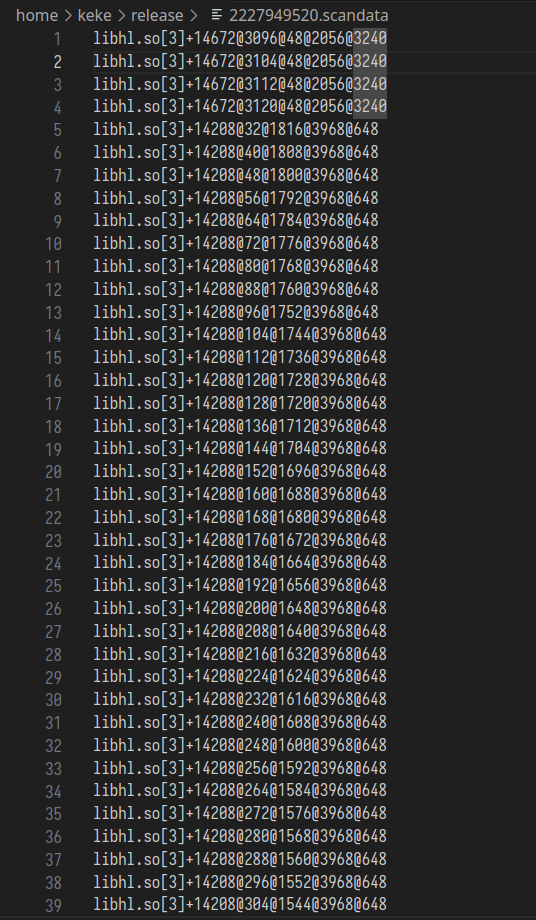 home > keke > release > 2227949520.scandata
1 libhl.so[3]+14672@3096@48@2056@3240
2 libhl.so[3]+14672@3104@48@2056@3240
3 libhl.so[3]+14672@3112@48@2056@3240
4 libhl.so[3]+14672@3120@48@2056@3240
5 libhl.so[3]+14208@32@1816@3968@648
6 libhl.so[3]+14208@40@1808@3968@648
7 libhl.so[3]+14208@48@1800@3968@648
8 libhl.so[3]+14208@56@1792@3968@648
9 libhl.so[3]+14208@64@1784@3968@648
10 libhl.so[3]+14208@72@1776@3968@648
11 libhl.so[3]+14208@80@1768@3968@648
12 libhl.so[3]+14208@88@1760@3968@648
13 libhl.so[3]+14208@96@1752@3968@648
14 libhl.so[3]+14208@104@1744@3968@648
15 libhl.so[3]+14208@112@1736@3968@648
16 libhl.so[3]+14208@120@1728@3968@648
17 libhl.so[3]+14208@128@1720@3968@648
18 libhl.so[3]+14208@136@1712@3968@648
19 libhl.so[3]+14208@144@1704@3968@648
20 libhl.so[3]+14208@152@1696@3968@648
21 libhl.so[3]+14208@160@1688@3968@648
22 libhl.so[3]+14208@168@1680@3968@648
23 libhl.so[3]+14208@176@1672@3968@648
24 libhl.so[3]+14208@184@1664@3968@648
25 libhl.so[3]+14208@192@1656@3968@648
26 libhl.so[3]+14208@200@1648@3968@648
27 libhl.so[3]+14208@208@1640@3968@648
28 libhl.so[3]+14208@216@1632@3968@648
29 libhl.so[3]+14208@224@1624@3968@648
30 libhl.so[3]+14208@232@1616@3968@648
31 libhl.so[3]+14208@240@1608@3968@648
32 libhl.so[3]+14208@248@1600@3968@648
33 libhl.so[3]+14208@256@1592@3968@648
34 libhl.so[3]+14208@264@1584@3968@648
35 libhl.so[3]+14208@272@1576@3968@648
36 libhl.so[3]+14208@280@1568@3968@648
37 libhl.so[3]+14208@288@1560@3968@648
38 libhl.so[3]+14208@296@1552@3968@648
39 libhl.so[3]+14208@304@1544@3968@648